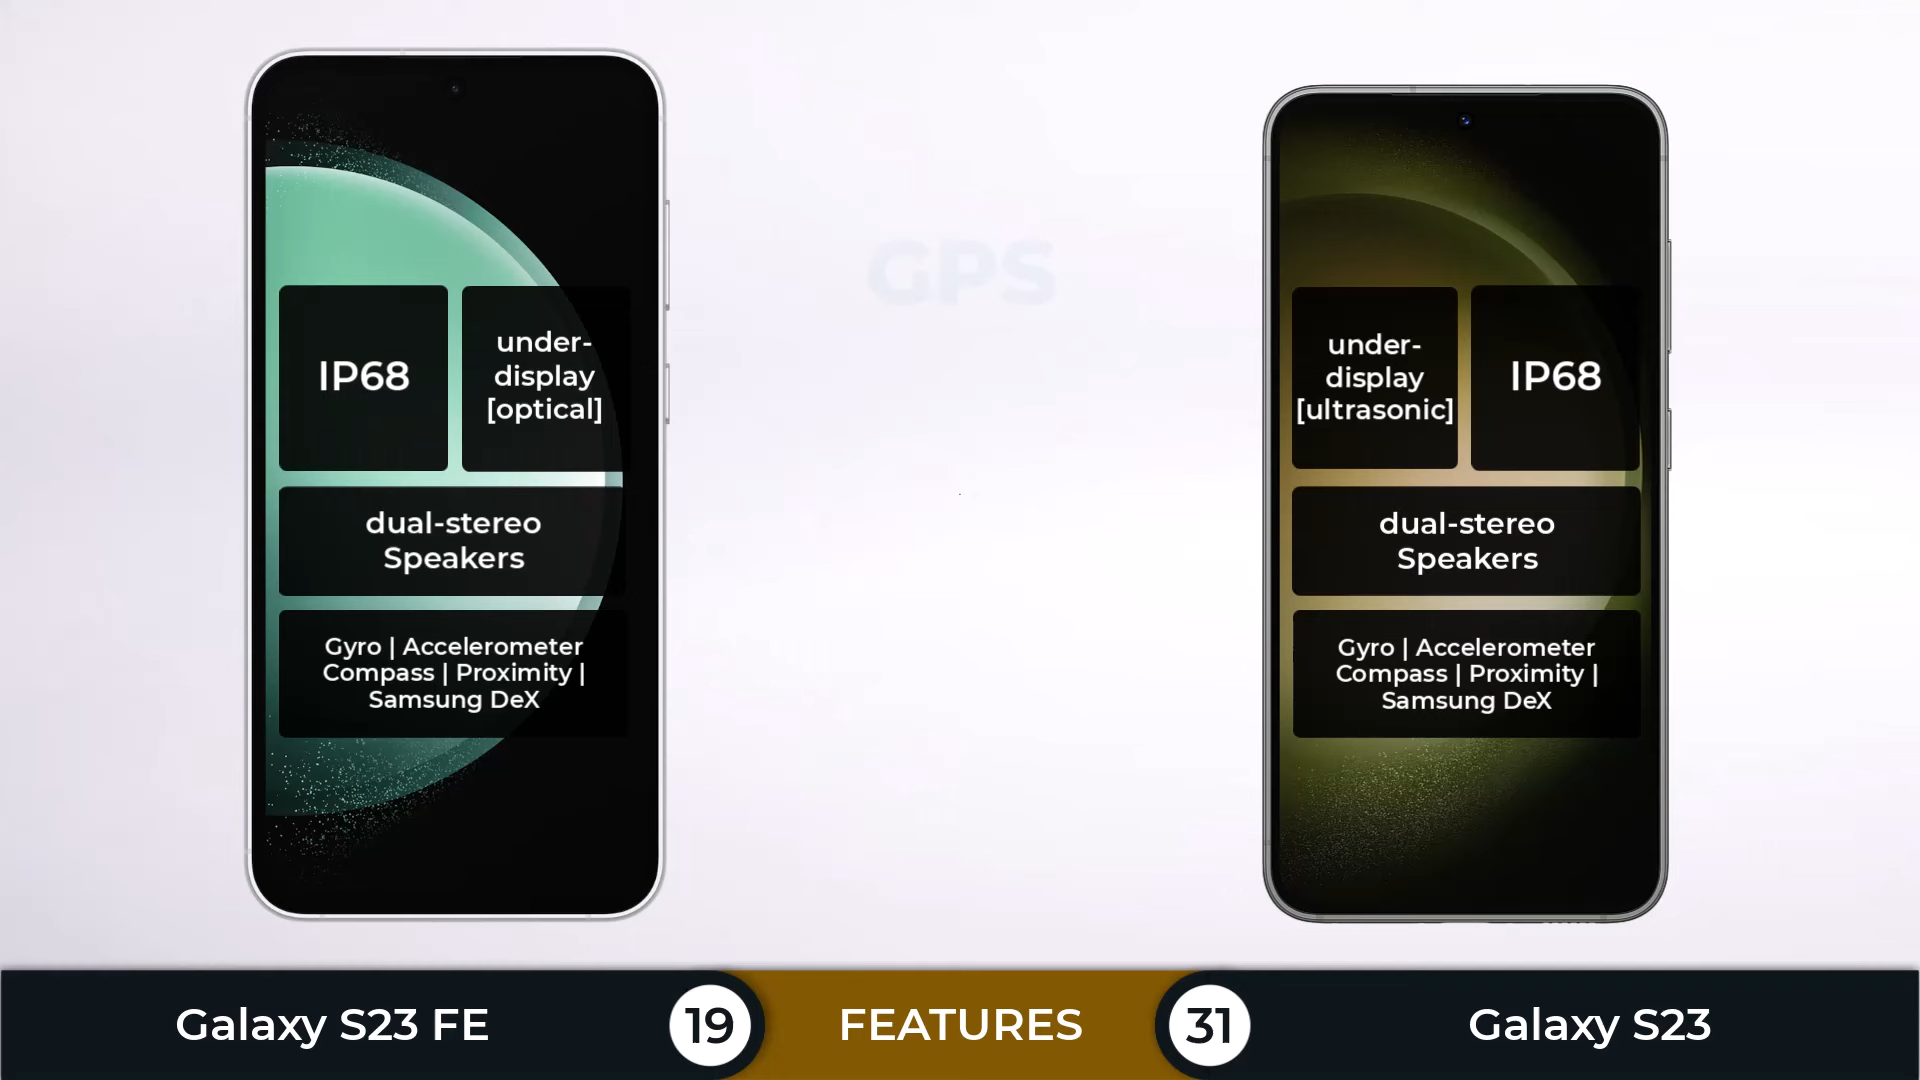 GPS
IP68
under-
display
[optical]
dual-stereo
Speakers
Gyro | Accelerometer
Compass | Proximity |
Samsung DeX
under-
display
[ultrasonic]
IP68
dual-stereo
Speakers
Gyro | Accelerometer
Compass | Proximity |
Samsung DeX
Galaxy S23 FE
19
FEATURES
31
Galaxy S23